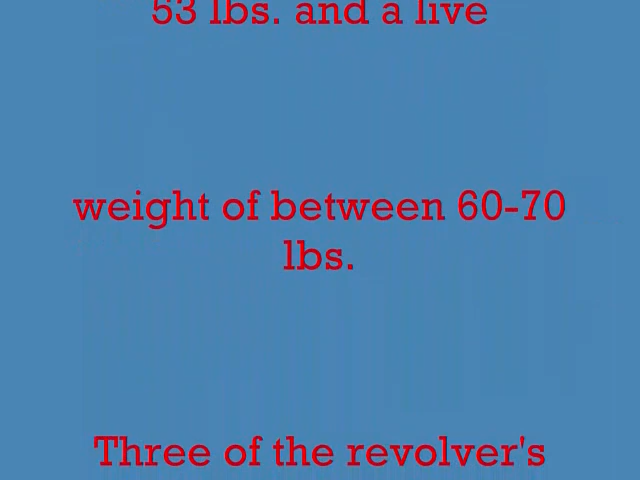 53 lbs. and a live
weight of between 60-70
lbs.
Three of the revolver's